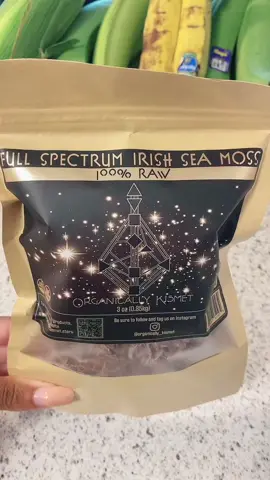 FULL SPECTRUM IRISH SEA MOSS
100% RAW
ORGANICALLY KISMET
3 oz (0.85kg)
Be sure to follow and tag us on Instagram